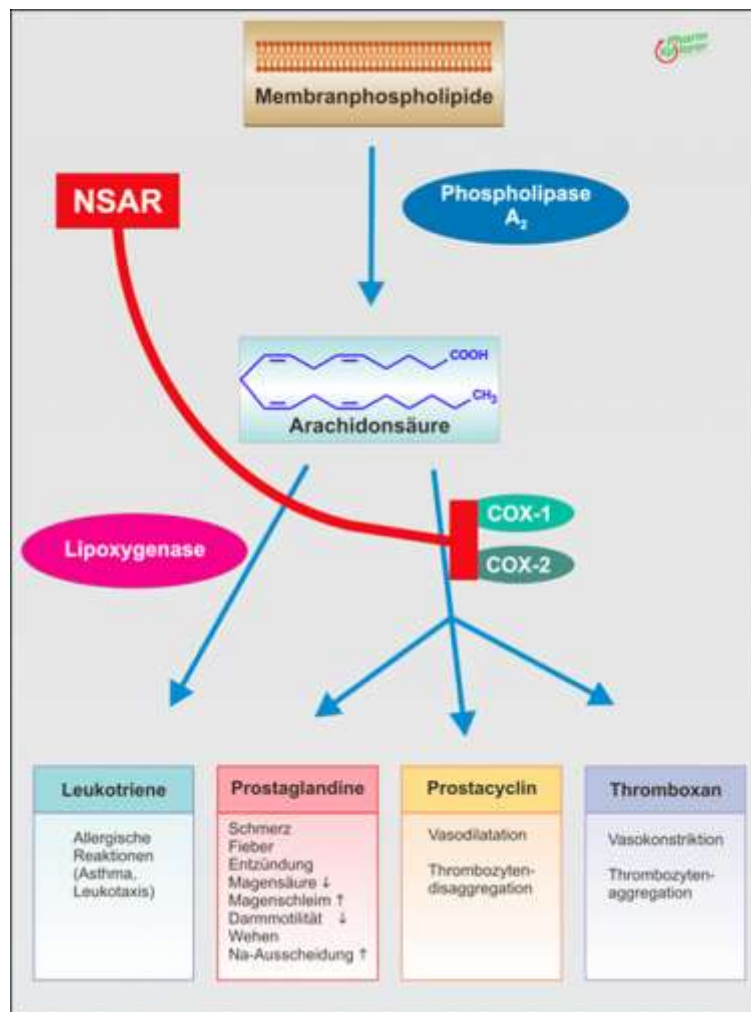 Pharma
Membranphospholipide
NSAR
Phospholipase
A₂
COOH
CH₃
Arachidonsäure
COX-1
Lipoxygenase
COX-2
Leukotriene
Allergische
Reaktionen
(Asthma,
Leukotaxis)
Prostaglandine
Schmerz
Fieber
Entzündung
Magensäure ↓
Magenschleim ↑
Darmmotilität ↓
Wehen
Na-Ausscheidung ↑
Prostacyclin
Vasodilatation
Thrombozyten-
disaggregation
Thromboxan
Vasokonstriktion
Thrombozyten-
aggregation